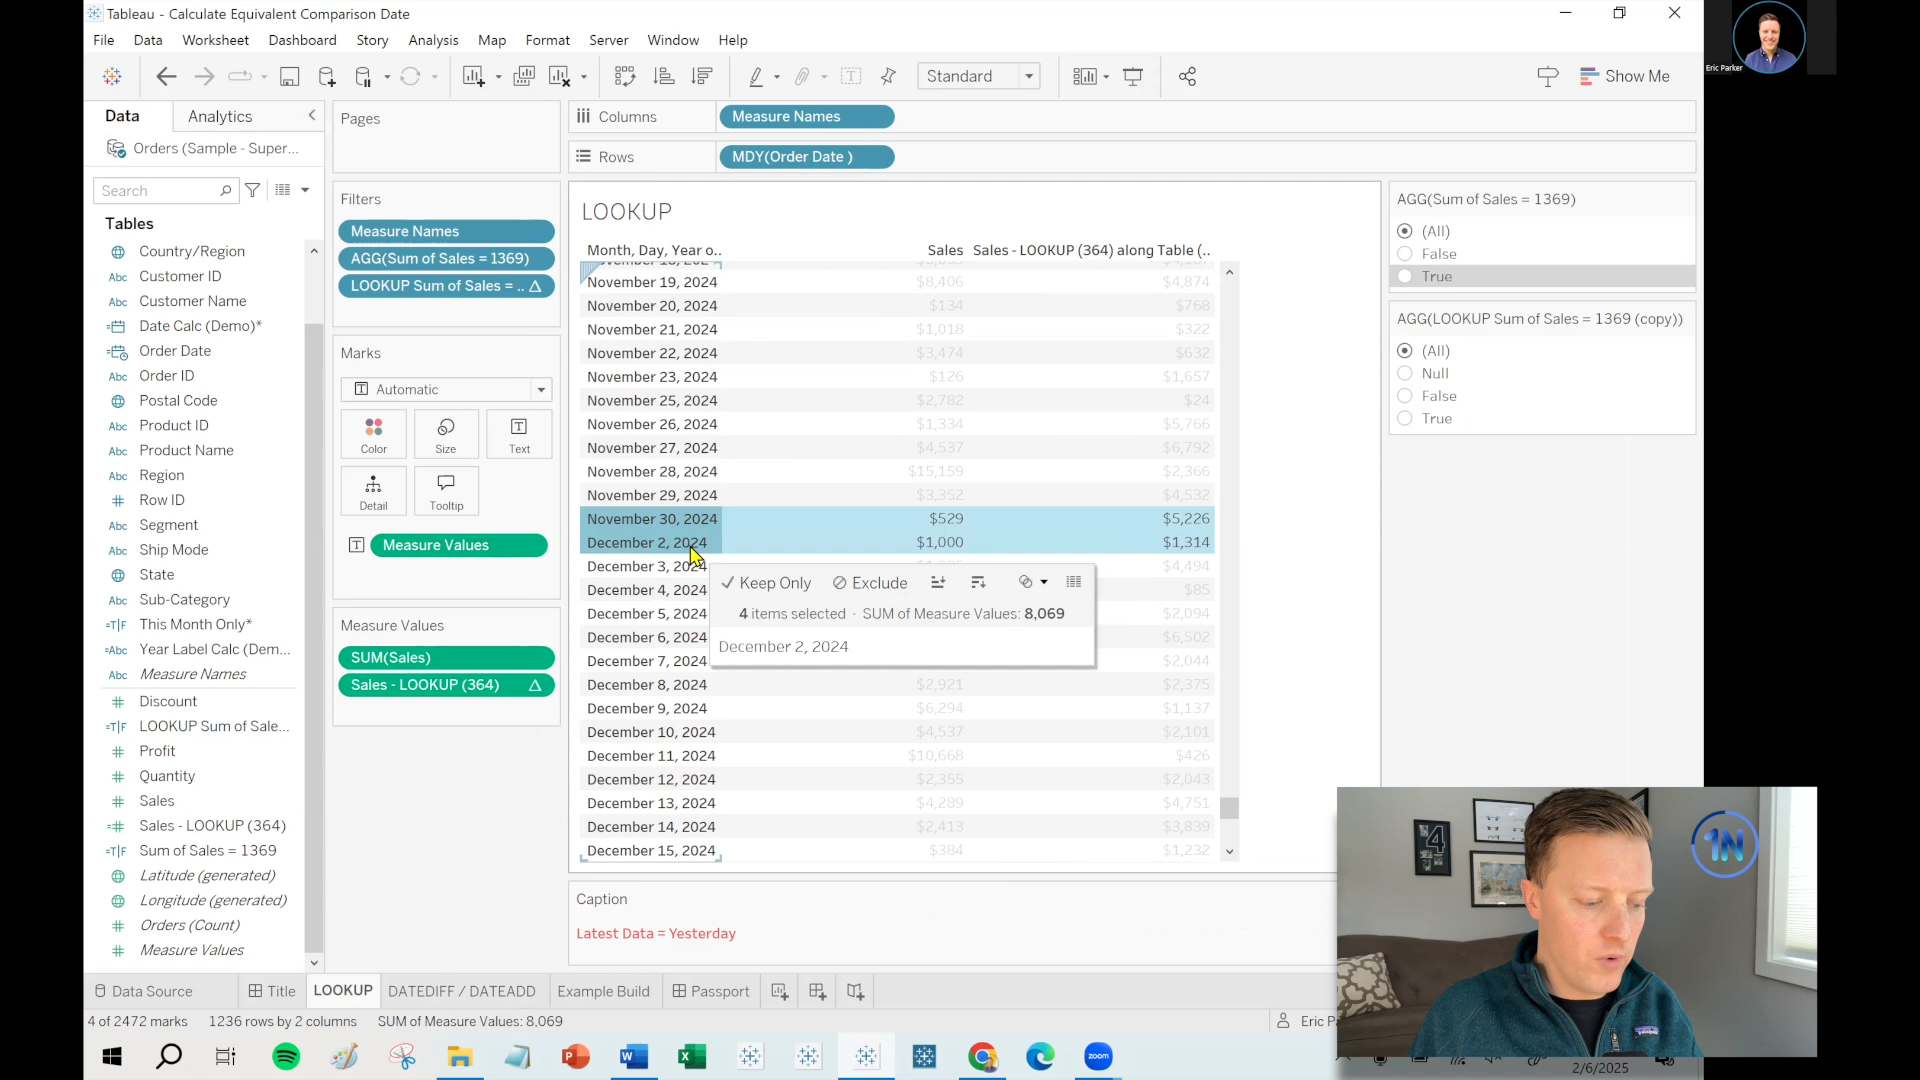 Tableau - Calculate Equivalent Comparison Date
File Data Worksheet Dashboard Story Analysis Map Format Server Window Help
Standard
Show Me
Eric Parker
Data Analytics
Orders (Sample - Super...
Search
Tables
Country/Region
Abc Customer ID
Abc Customer Name
Date Calc (Demo)*
Order Date
Abc Order ID
Postal Code
Abc Product ID
Abc Product Name
Abc Region
# Row ID
Abc Segment
Abc Ship Mode
State
Abc Sub-Category
=T|F This Month Only*
=Abc Year Label Calc (Dem...
Abc Measure Names
# Discount
=T|F LOOKUP Sum of Sale...
# Profit
# Quantity
# Sales
=# Sales - LOOKUP (364)
=T|F Sum of Sales = 1369
Latitude (generated)
Longitude (generated)
# Orders (Count)
# Measure Values
Pages
Filters
Measure Names
AGG(Sum of Sales = 1369)
LOOKUP Sum of Sales = ..
Marks
Automatic
Color Size Text
Detail Tooltip
Measure Values
Measure Values
SUM(Sales)
Sales - LOOKUP (364)
Columns Measure Names
Rows MDY(Order Date )
LOOKUP
Month, Day, Year o.. Sales Sales - LOOKUP (364) along Table (..
November 19, 2024 $8,406 $4,874
November 20, 2024 $134 $768
November 21, 2024 $1,018 $322
November 22, 2024 $3,474 $632
November 23, 2024 $126 $1,657
November 25, 2024 $2,782 $24
November 26, 2024 $1,334 $5,766
November 27, 2024 $4,537 $6,792
November 28, 2024 $15,159 $2,366
November 29, 2024 $3,352 $4,532
November 30, 2024 $529 $5,226
December 2, 2024 $1,000 $1,314
December 3, 2024 $4,494
December 4, 2024 $85
December 5, 2024 $2,094
December 6, 2024 $6,502
December 7, 2024 $2,044
December 8, 2024 $2,921 $2,375
December 9, 2024 $6,294 $1,137
December 10, 2024 $4,537 $2,101
December 11, 2024 $10,668 $426
December 12, 2024 $2,355 $2,043
December 13, 2024 $4,289 $4,751
December 14, 2024 $2,413 $3,839
December 15, 2024 $384 $1,232
Keep Only Exclude
4 items selected · SUM of Measure Values: 8,069
December 2, 2024
Caption
Latest Data = Yesterday
AGG(Sum of Sales = 1369)
(All)
False
True
AGG(LOOKUP Sum of Sales = 1369 (copy))
(All)
Null
False
True
4
1N
Data Source Title LOOKUP DATEDIFF / DATEADD Example Build Passport
4 of 2472 marks 1236 rows by 2 columns SUM of Measure Values: 8,069
zoom
2/6/2025